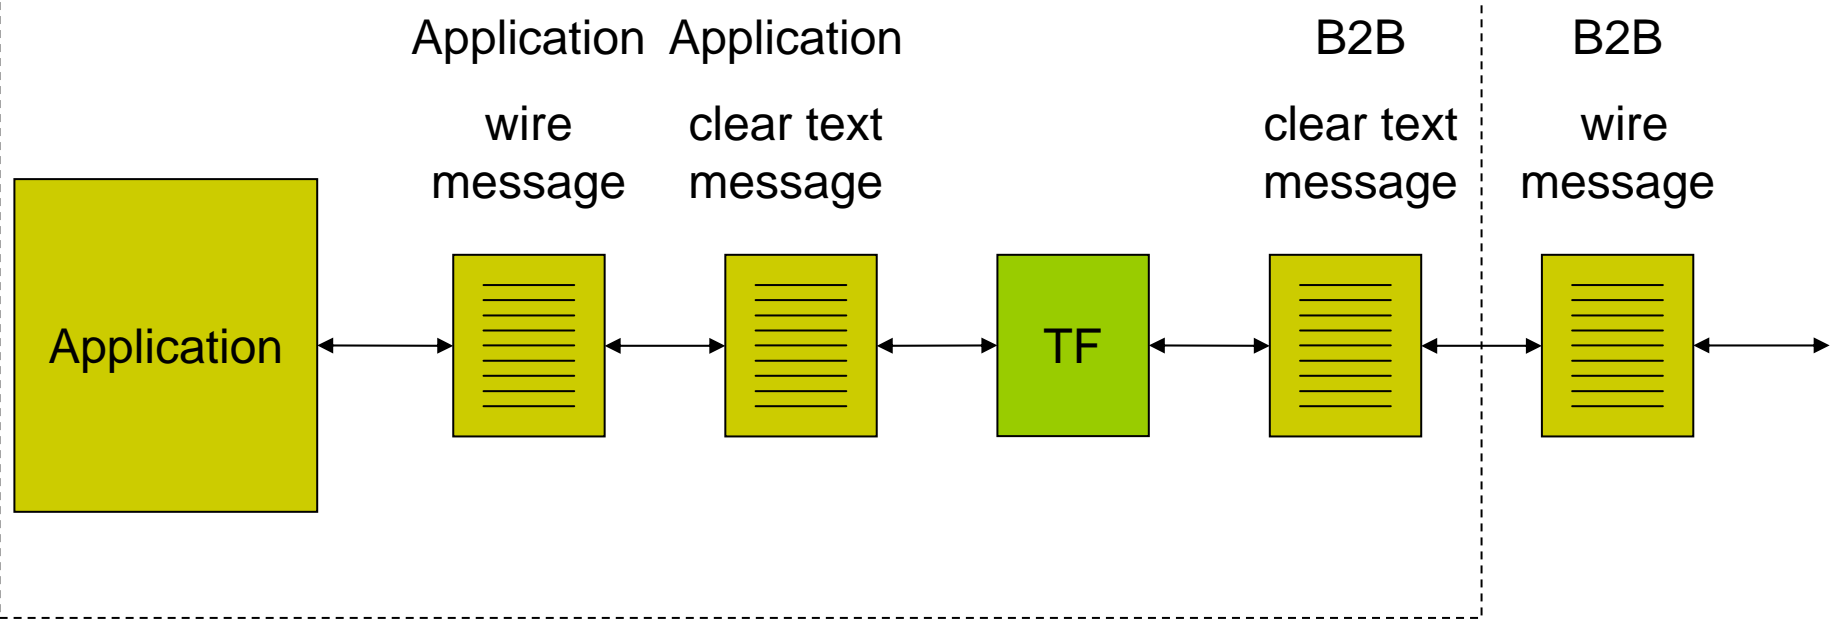 Application
wire
message
Application
clear text
message
B2B
clear text
message
B2B
wire
message
Application
TF